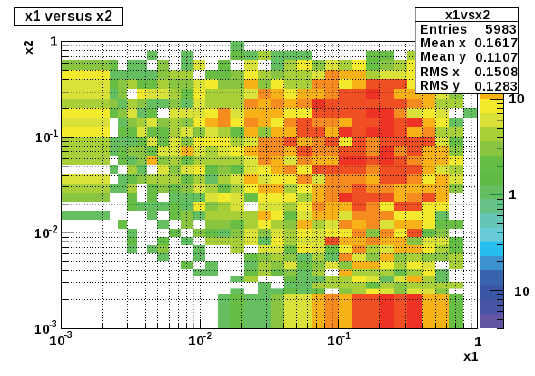 x1 versus x2
x1vsx2
Entries 5983
Mean x 0.1617
Mean y 0.1107
RMS x 0.1508
RMS y 0.1283
x2
1
10
10-1
1
10-2
10
10-3
10-3 10-2 10-1 1
x1